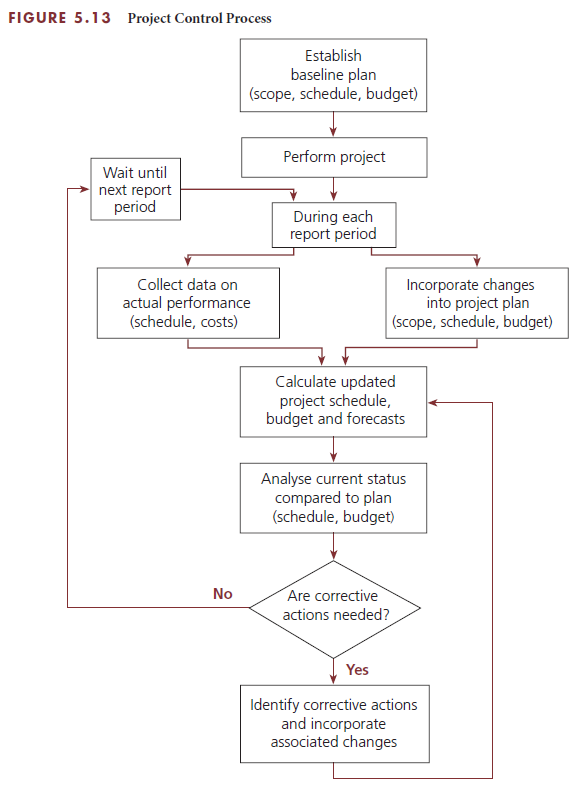 FIGURE 5.13 Project Control Process
Establish
baseline plan
(scope, schedule, budget)
Perform project
Wait until
next report
period
During each
report period
Collect data on
actual performance
(schedule, costs)
Incorporate changes
into project plan
(scope, schedule, budget)
Calculate updated
project schedule,
budget and forecasts
Analyse current status
compared to plan
(schedule, budget)
No
Are corrective
actions needed?
Yes
Identify corrective actions
and incorporate
associated changes